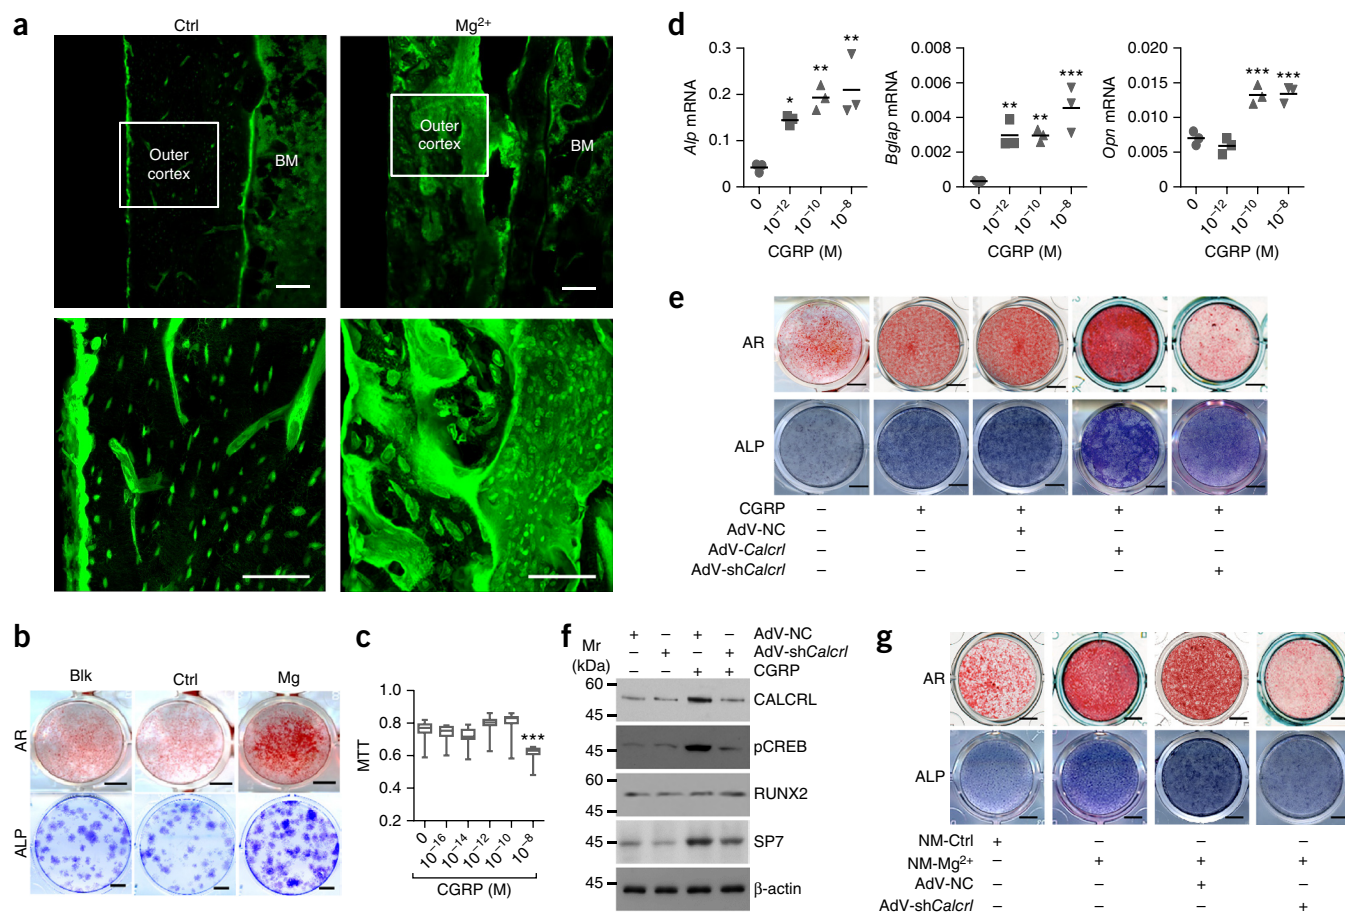 a
Ctrl
Mg2+
Outer
cortex
BM
Outer
cortex
BM
b
Blk
Ctrl
Mg
AR
ALP
c
MTT
1.0
0.8
0.6
0.4
0.2
***
0
10−16
10−14
10−12
10−10
10−8
CGRP (M)
d
Alp mRNA
0.3
0.2
0.1
0
*
**
**
0
10−12
10−10
10−8
CGRP (M)
Bglap mRNA
0.008
0.006
0.004
0.002
0
**
**
***
0
10−12
10−10
10−8
CGRP (M)
Opn mRNA
0.020
0.015
0.010
0.005
0
***
***
0
10−12
10−10
10−8
CGRP (M)
e
AR
ALP
CGRP − + + + +
AdV-NC − − + − −
AdV-Calcrl − − − + −
AdV-shCalcrl − − − − +
f
Mr
(kDa)
+ − + − AdV-NC
− + − + AdV-shCalcrl
− − + + CGRP
60
45
CALCRL
45
pCREB
60
45
RUNX2
45
SP7
45
β-actin
g
AR
ALP
NM-Ctrl + − − −
NM-Mg2+ − + + +
AdV-NC − − + −
AdV-shCalcrl − − − +